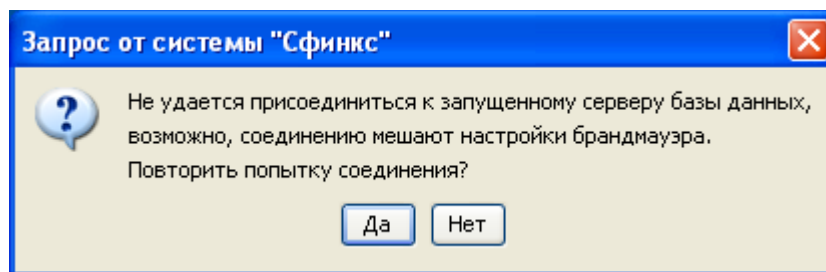 Запрос от системы "Сфинкс"
Не удается присоединиться к запущенному серверу базы данных,
возможно, соединению мешают настройки брандмауэра.
Повторить попытку соединения?
Да Нет